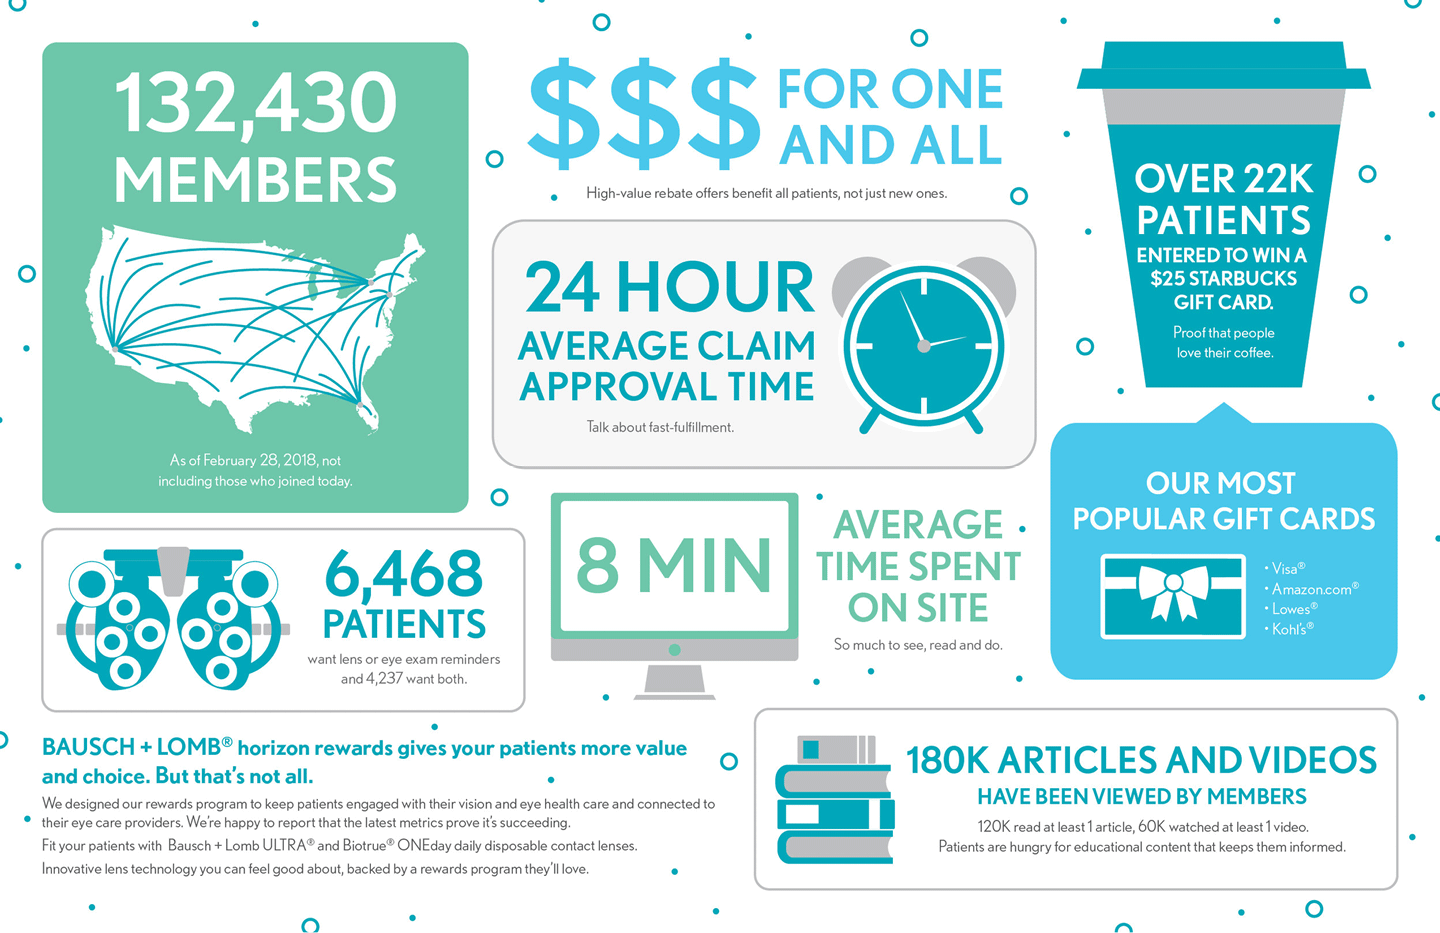 132,430
MEMBERS
As of February 28, 2018, not
including those who joined today.
$$$ FOR ONE
AND ALL
High-value rebate offers benefit all patients, not just new ones.
24 HOUR
AVERAGE CLAIM
APPROVAL TIME
Talk about fast-fulfillment.
OVER 22K
PATIENTS
ENTERED TO WIN A
$25 STARBUCKS
GIFT CARD.
Proof that people
love their coffee.
OUR MOST
POPULAR GIFT CARDS
• Visa®
• Amazon.com®
• Lowes®
• Kohl's®
6,468
PATIENTS
want lens or eye exam reminders
and 4,237 want both.
8 MIN
AVERAGE
TIME SPENT
ON SITE
So much to see, read and do.
BAUSCH + LOMB® horizon rewards gives your patients more value
and choice. But that's not all.
We designed our rewards program to keep patients engaged with their vision and eye health care and connected to
their eye care providers. We're happy to report that the latest metrics prove it's succeeding.
Fit your patients with Bausch + Lomb ULTRA® and Biotrue® ONEday daily disposable contact lenses.
Innovative lens technology you can feel good about, backed by a rewards program they'll love.
180K ARTICLES AND VIDEOS
HAVE BEEN VIEWED BY MEMBERS
120K read at least 1 article, 60K watched at least 1 video.
Patients are hungry for educational content that keeps them informed.